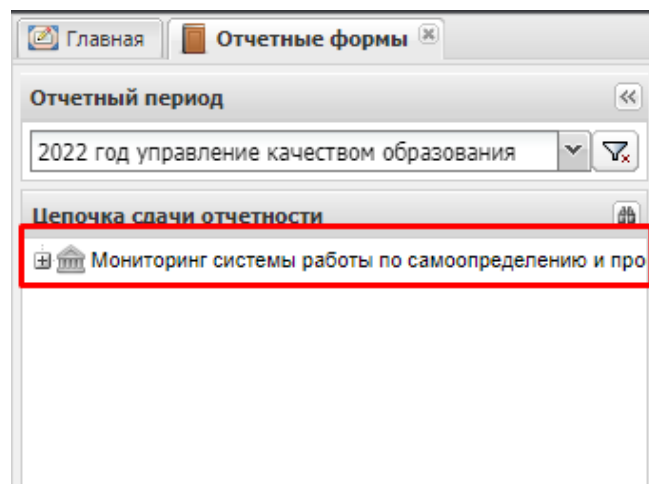 Главная Отчетные формы
Отчетный период
2022 год управление качеством образования
Цепочка сдачи отчетности
Мониторинг системы работы по самоопределению и про